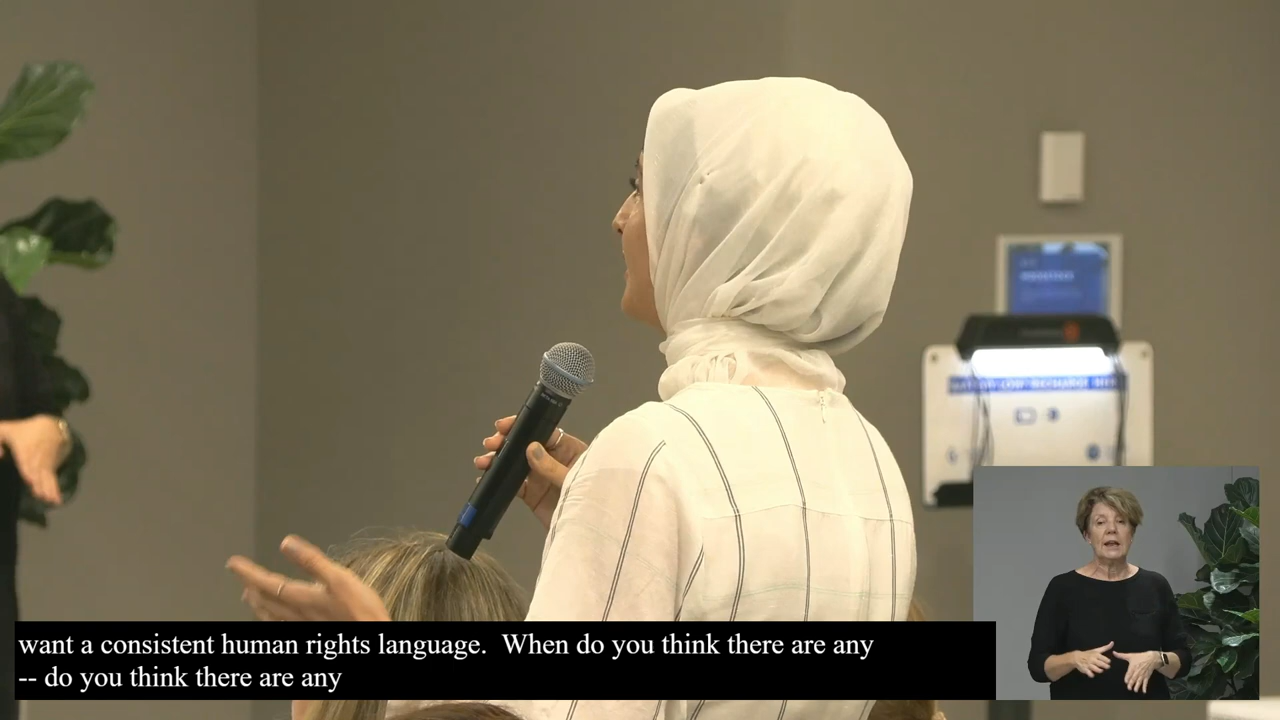 want a consistent human rights language.  When do you think there are any
-- do you think there are any